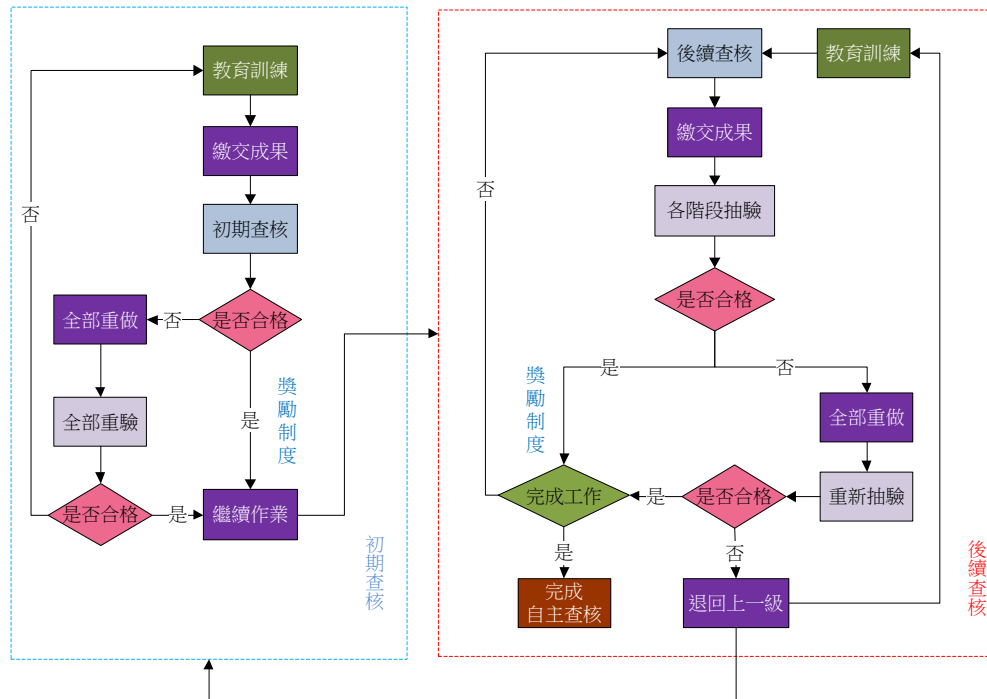 教育訓練
繳交成果
否
初期查核
全部重做
否
是否合格
全部重驗
是
獎勵制度
是否合格
是
繼續作業
初期查核
後續查核
教育訓練
繳交成果
否
各階段抽驗
是否合格
獎勵制度
是
否
全部重做
完成工作
是
是否合格
重新抽驗
是
否
完成
自主查核
退回上一級
後續查核